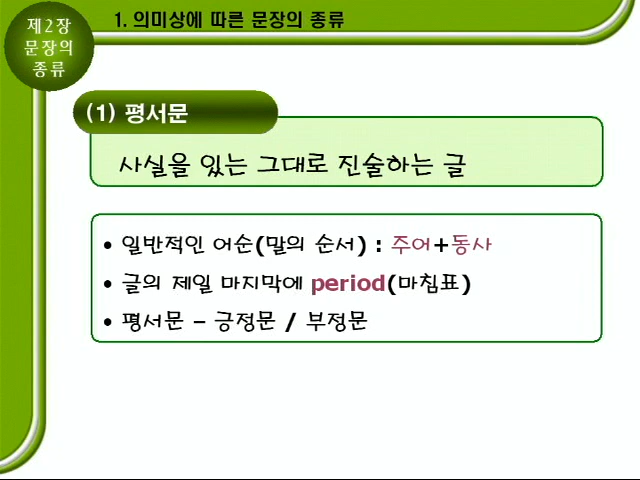 제2장
문장의
종류
1. 의미상에 따른 문장의 종류
(1) 평서문
사실을 있는 그대로 진술하는 글
• 일반적인 어순(말의 순서) : 주어+동사
• 글의 제일 마지막에 period(마침표)
• 평서문 – 긍정문 / 부정문